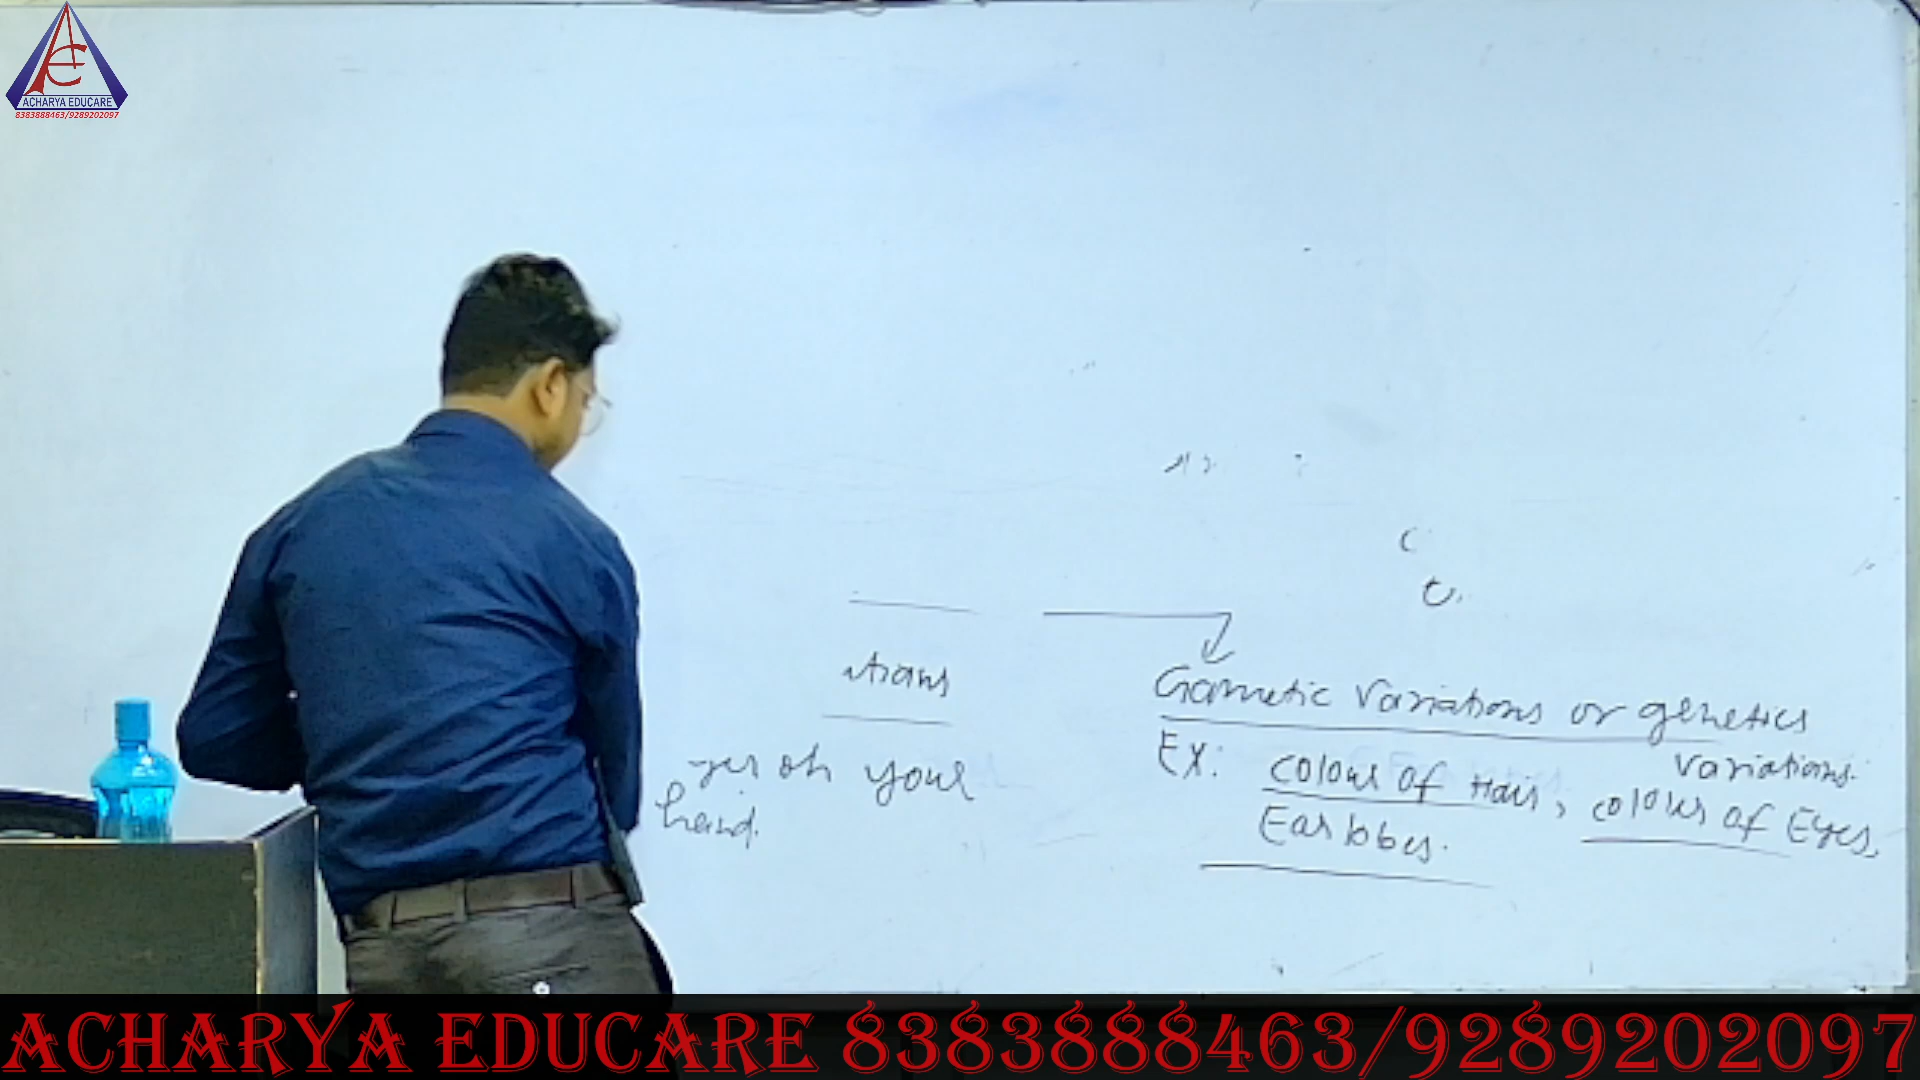 ACHARYA EDUCARE
8383888463/9289202097
Gametic Variations or genetics
Variations.
your
hand.
Ex: colour of Hair, colour of Eyes,
Ear lobes.
ACHARYA EDUCARE 8383888463/9289202097